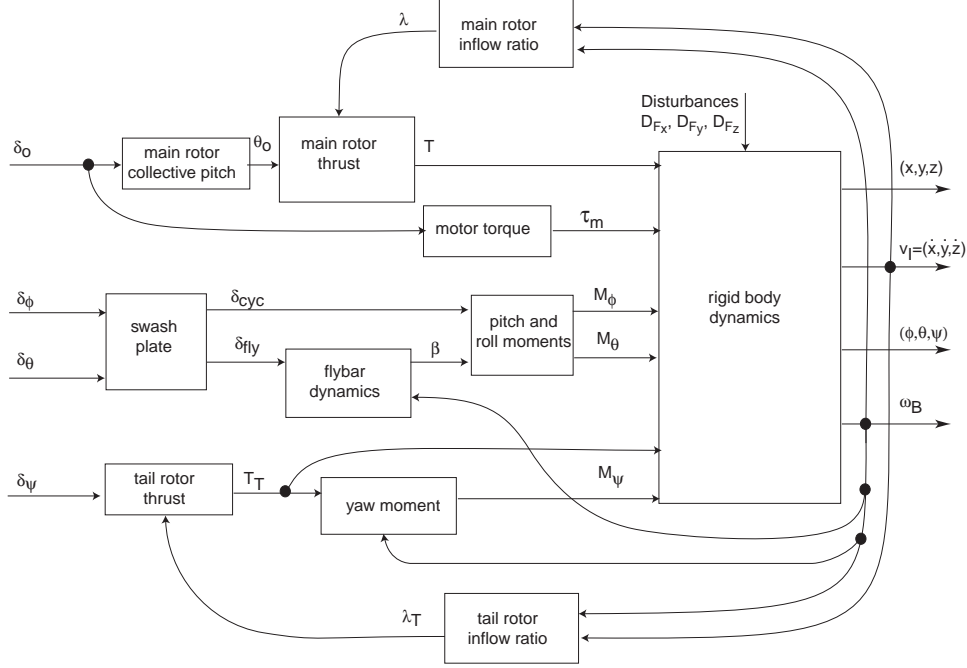 λ
main rotor
inflow ratio
Disturbances
D_Fx, D_Fy, D_Fz
δo
main rotor
collective pitch
θo
main rotor
thrust
T
(x,y,z)
motor torque
τm
vI=(ẋ,ẏ,ż)
δϕ
swash
plate
δcyc
pitch and
roll moments
Mϕ
rigid body
dynamics
δθ
δfly
flybar
dynamics
β
Mθ
(ϕ,θ,ψ)
ωB
δψ
tail rotor
thrust
TT
yaw moment
Mψ
λT
tail rotor
inflow ratio